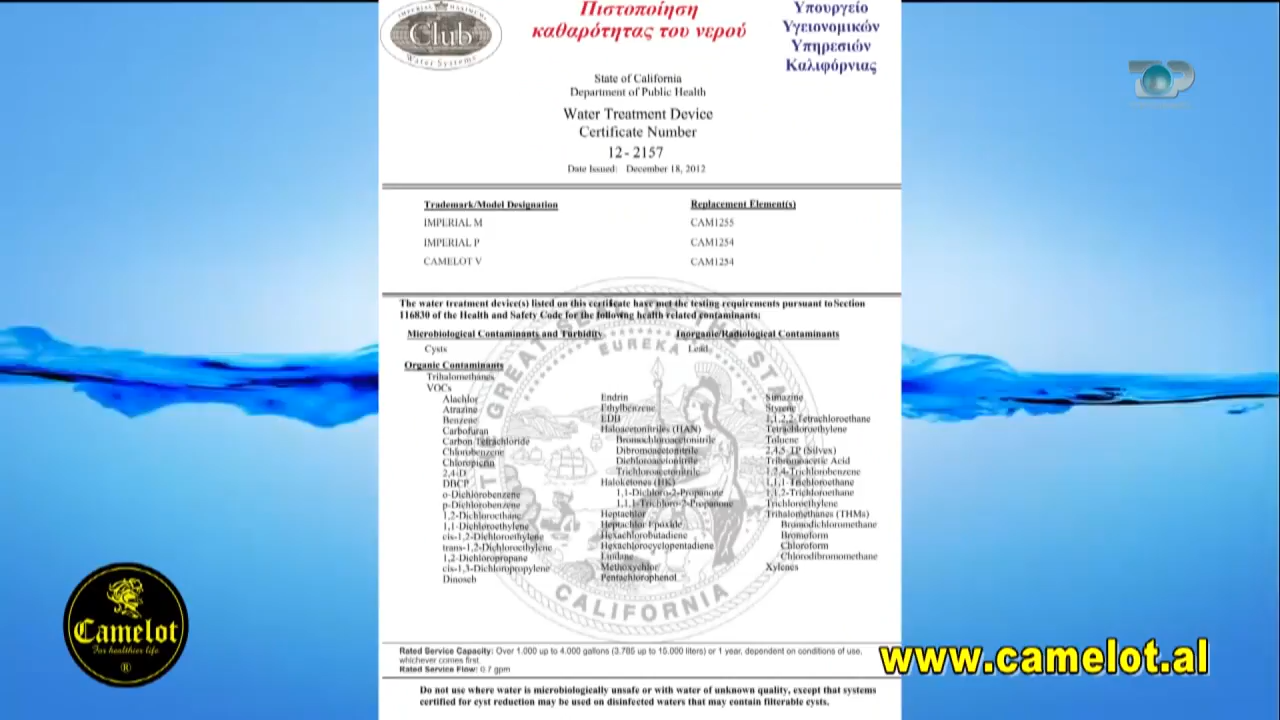 IMPERIAL MAXIMUM
Club
Water Systems
Πιστοποίηση
καθαρότητας του νερού
Υπουργείο
Υγειονομικών
Υπηρεσιών
Καλιφόρνιας
TOP
State of California
Department of Public Health
Water Treatment Device
Certificate Number
12 - 2157
Date Issued: December 18, 2012
Trademark/Model Designation
Replacement Element(s)
IMPERIAL M
CAM1255
IMPERIAL P
CAM1254
CAMELOT V
CAM1254
The water treatment device(s) listed on this certificate have met the testing requirements pursuant to Section
116830 of the Health and Safety Code for the following health related contaminants:
Microbiological Contaminants and Turbidity
Inorganic/Radiological Contaminants
Cysts
Lead
Organic Contaminants
Trihalomethanes
VOCs
Alachlor
Atrazine
Benzene
Carbofuran
Carbon Tetrachloride
Chlorobenzene
Chloropicrin
2,4-D
DBCP
o-Dichlorobenzene
p-Dichlorobenzene
1,2-Dichloroethane
1,1-Dichloroethylene
cis-1,2-Dichloroethylene
trans-1,2-Dichloroethylene
1,2-Dichloropropane
cis-1,3-Dichloropropylene
Dinoseb
Endrin
Ethylbenzene
EDB
Haloacetonitriles (HAN)
Bromochloroacetonitrile
Dibromoacetonitrile
Dichloroacetonitrile
Trichloroacetonitrile
Haloketones (HK)
1,1-Dichloro-2-Propanone
1,1,1-Trichloro-2-Propanone
Heptachlor
Heptachlor Epoxide
Hexachlorobutadiene
Hexachlorocyclopentadiene
Lindane
Methoxychlor
Pentachlorophenol
Simazine
Styrene
1,1,2,2-Tetrachloroethane
Tetrachloroethylene
Toluene
2,4,5-TP (Silvex)
Tribromoacetic Acid
1,2,4-Trichlorobenzene
1,1,1-Trichloroethane
1,1,2-Trichloroethane
Trichloroethylene
Trihalomethanes (THMs)
Bromodichloromethane
Bromoform
Chloroform
Chlorodibromomethane
Xylenes
GREAT SEAL OF THE STATE
EUREKA
CALIFORNIA
Rated Service Capacity: Over 1.000 up to 4.000 gallons (3.785 up to 15.000 liters) or 1 year, dependent on conditions of use,
whichever comes first.
Rated Service Flow: 0.7 gpm
Do not use where water is microbiologically unsafe or with water of unknown quality, except that systems
certified for cyst reduction may be used on disinfected waters that may contain filterable cysts.
Camelot
For healthier life
®
www.camelot.al